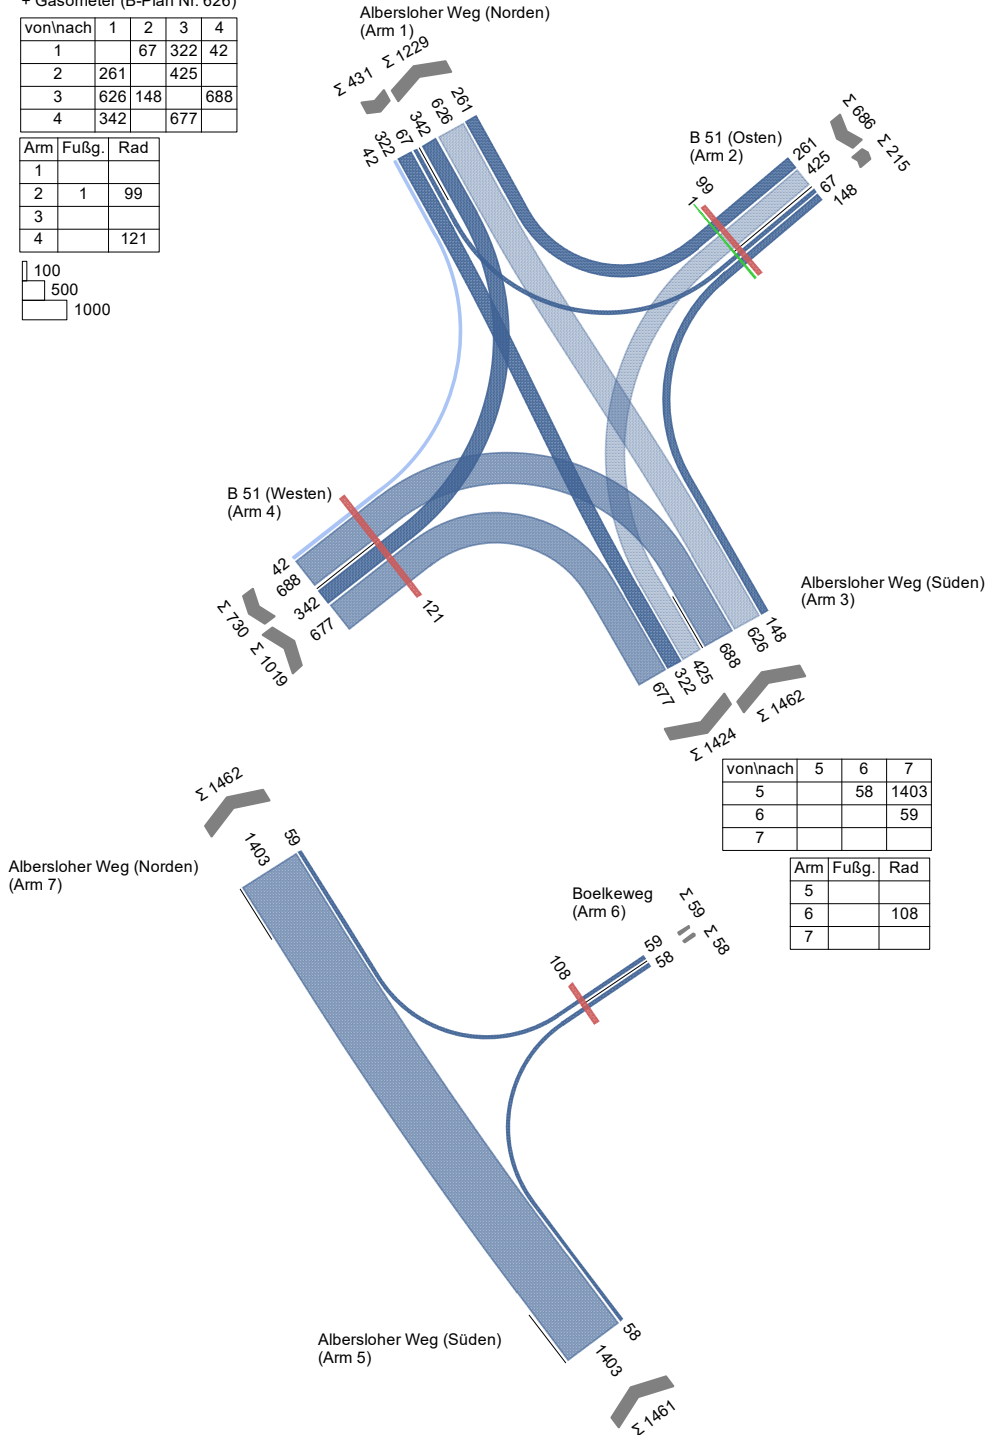 + Gasometer (B-Plan Nr. 626)
von\nach 1 2 3 4
1 67 322 42
2 261 425
3 626 148 688
4 342 677
Arm Fußg. Rad
1
2 1 99
3
4 121
100
500
1000
Albersloher Weg (Norden)
(Arm 1)
Σ 431
Σ 1229
42
322
67
342
626
261
B 51 (Osten)
(Arm 2)
Σ 686
Σ 215
261
425
67
148
99
1
B 51 (Westen)
(Arm 4)
42
688
342
677
Σ 730
Σ 1019
121
Albersloher Weg (Süden)
(Arm 3)
677
322
425
688
626
148
Σ 1424
Σ 1462
von\nach 5 6 7
5 58 1403
6 59
7
Arm Fußg. Rad
5
6 108
7
Σ 1462
1403
59
Albersloher Weg (Norden)
(Arm 7)
Boelkeweg
(Arm 6)
Σ 59
Σ 58
59
58
108
Albersloher Weg (Süden)
(Arm 5)
58
1403
Σ 1461